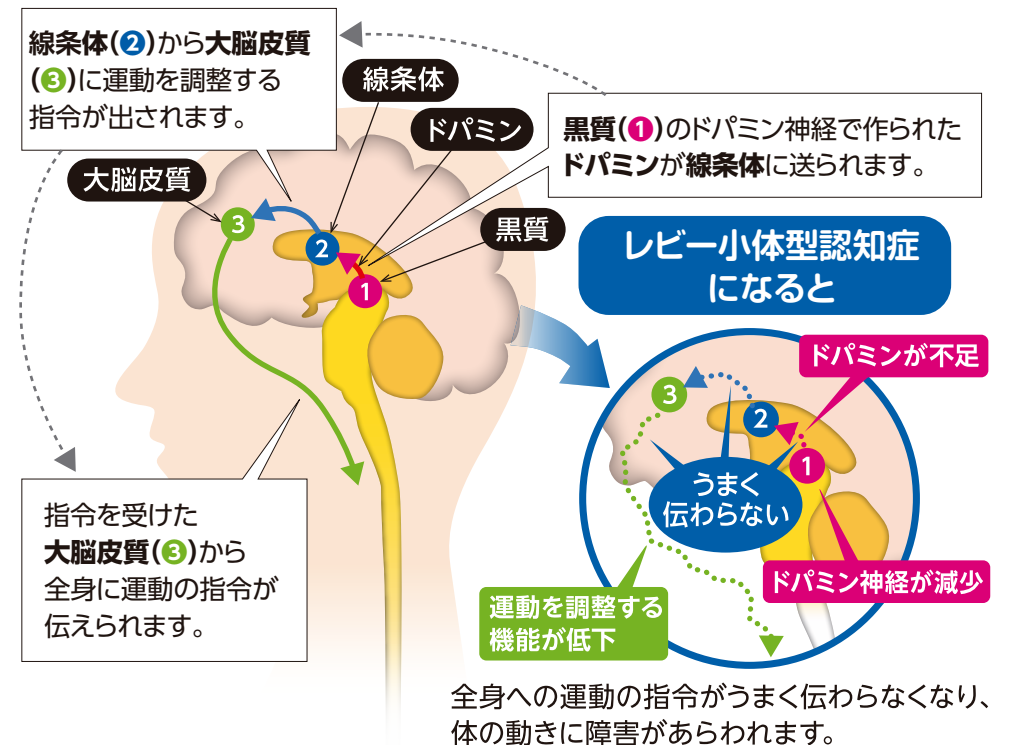 線条体(❷)から大脳皮質
(❸)に運動を調整する
指令が出されます。
線条体
ドパミン
黒質(❶)のドパミン神経で作られた
ドパミンが線条体に送られます。
大脳皮質
黒質
3
2
1
レビー小体型認知症
になると
ドパミンが不足
3
2
1
うまく
伝わらない
ドパミン神経が減少
運動を調整する
機能が低下
指令を受けた
大脳皮質(❸)から
全身に運動の指令が
伝えられます。
全身への運動の指令がうまく伝わらなくなり、
体の動きに障害があらわれます。